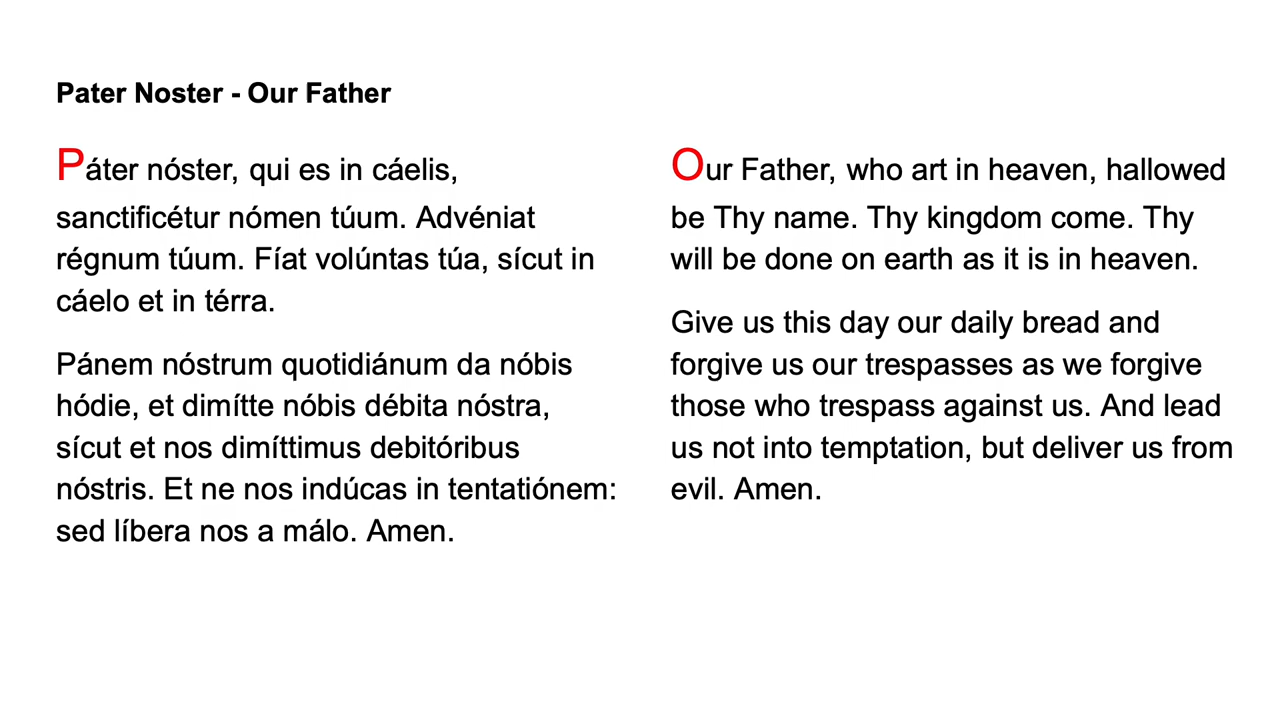 Pater Noster - Our Father
Páter nóster, qui es in cáelis,
sanctificétur nómen túum. Advéniat
régnum túum. Fíat volúntas túa, sícut in
cáelo et in térra.
Pánem nóstrum quotidiánum da nóbis
hódie, et dimítte nóbis débita nóstra,
sícut et nos dimíttimus debitóribus
nóstris. Et ne nos indúcas in tentatiónem:
sed líbera nos a málo. Amen.
Our Father, who art in heaven, hallowed
be Thy name. Thy kingdom come. Thy
will be done on earth as it is in heaven.
Give us this day our daily bread and
forgive us our trespasses as we forgive
those who trespass against us. And lead
us not into temptation, but deliver us from
evil. Amen.